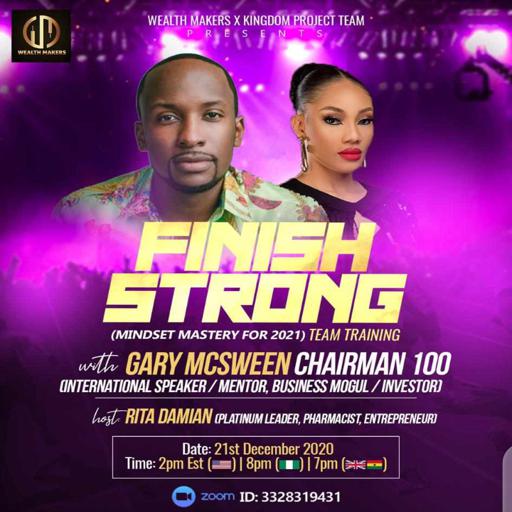 WEALTH MAKERS X KINGDOM PROJECT TEAM
PRESENTS
WEALTH MAKERS
FINISH
STRONG
(MINDSET MASTERY FOR 2021) TEAM TRAINING
with GARY MCSWEEN CHAIRMAN 100
(INTERNATIONAL SPEAKER / MENTOR, BUSINESS MOGUL / INVESTOR)
host: RITA DAMIAN (PLATINUM LEADER, PHARMACIST, ENTREPRENEUR)
Date: 21st December 2020
Time: 2pm Est () | 8pm () | 7pm ()
zoom ID: 3328319431